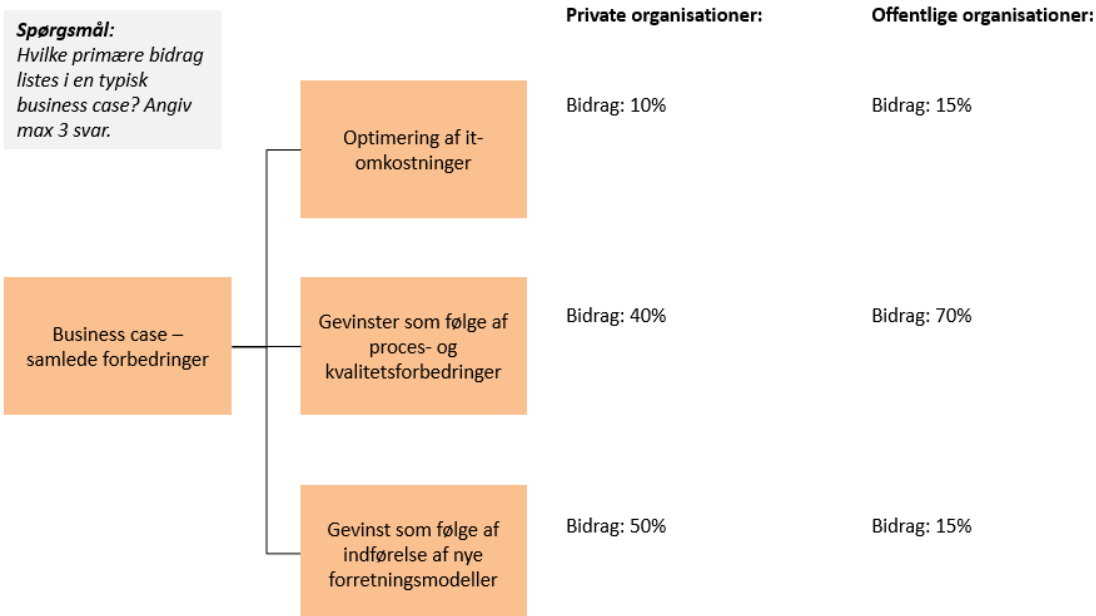 Spørgsmål:
Hvilke primære bidrag
listes i en typisk
business case? Angiv
max 3 svar.
Private organisationer:
Offentlige organisationer:
Optimering af it-
omkostninger
Bidrag: 10%
Bidrag: 15%
Business case –
samlede forbedringer
Gevinster som følge af
proces- og
kvalitetsforbedringer
Bidrag: 40%
Bidrag: 70%
Gevinst som følge af
indførelse af nye
forretningsmodeller
Bidrag: 50%
Bidrag: 15%